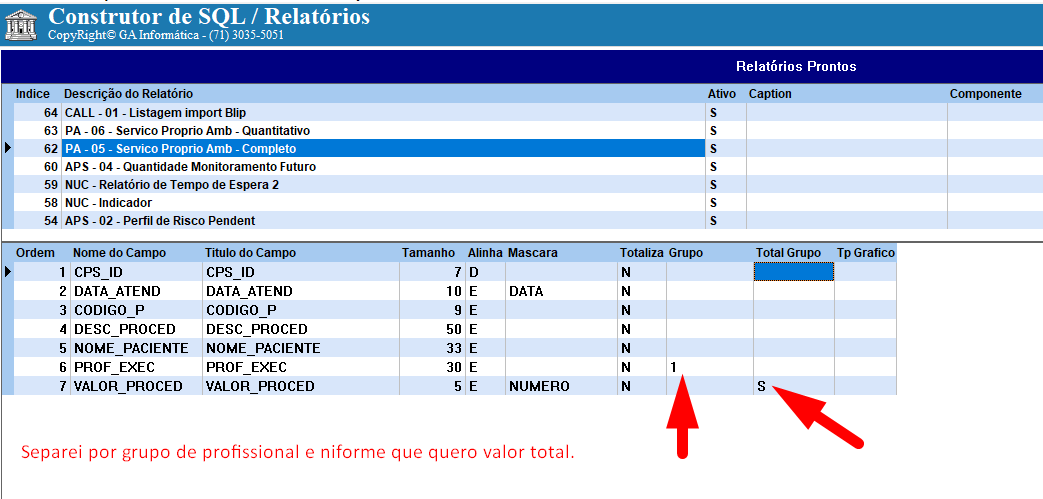 Construtor de SQL / Relatórios
CopyRight© GA Informática - (71) 3035-5051
Relatórios Prontos
Indice Descrição do Relatório Ativo Caption Componente
64 CALL - 01 - Listagem import Blip S
63 PA - 06 - Servico Proprio Amb - Quantitativo S
62 PA - 05 - Servico Proprio Amb - Completo S
60 APS - 04 - Quantidade Monitoramento Futuro S
59 NUC - Relatório de Tempo de Espera 2 S
58 NUC - Indicador S
54 APS - 02 - Perfil de Risco Pendent S
Ordem Nome do Campo Titulo do Campo Tamanho Alinha Mascara Totaliza Grupo Total Grupo Tp Grafico
1 CPS_ID CPS_ID 7 D N
2 DATA_ATEND DATA_ATEND 10 E DATA N
3 CODIGO_P CODIGO_P 9 E N
4 DESC_PROCED DESC_PROCED 50 E N
5 NOME_PACIENTE NOME_PACIENTE 33 E N
6 PROF_EXEC PROF_EXEC 30 E N 1
7 VALOR_PROCED VALOR_PROCED 5 E NUMERO N S
Separei por grupo de profissional e niforme que quero valor total.